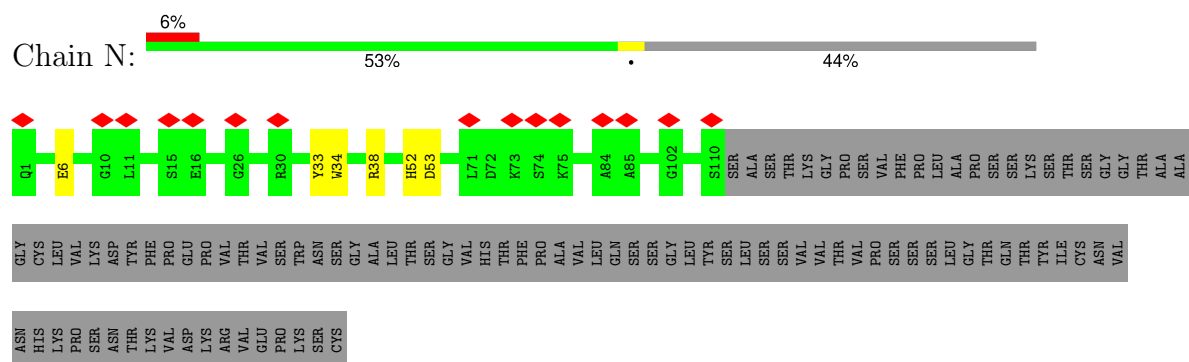 6%
Chain N:
53% • 44%
Q1 E6 G10 L11 S15 E16 G26 R30 Y33 W34 R38 H52 D53 L71 D72 K73 S74 K75 A84 A85 G102 S110 SER ALA SER THR LYS GLY PRO SER VAL PHE PRO LEU ALA PRO SER SER LYS SER THR SER GLY GLY THR ALA ALA
GLY CYS LEU VAL LYS ASP TYR PHE PRO GLU PRO VAL THR VAL SER TRP ASN SER GLY ALA LEU THR SER GLY VAL HIS THR PHE PRO ALA VAL LEU GLN SER SER GLY LEU TYR SER LEU SER SER VAL VAL THR VAL PRO SER SER SER LEU GLY THR GLN THR TYR ILE CYS ASN VAL
ASN HIS LYS PRO SER ASN THR LYS VAL ASP LYS ARG VAL GLU PRO LYS SER CYS